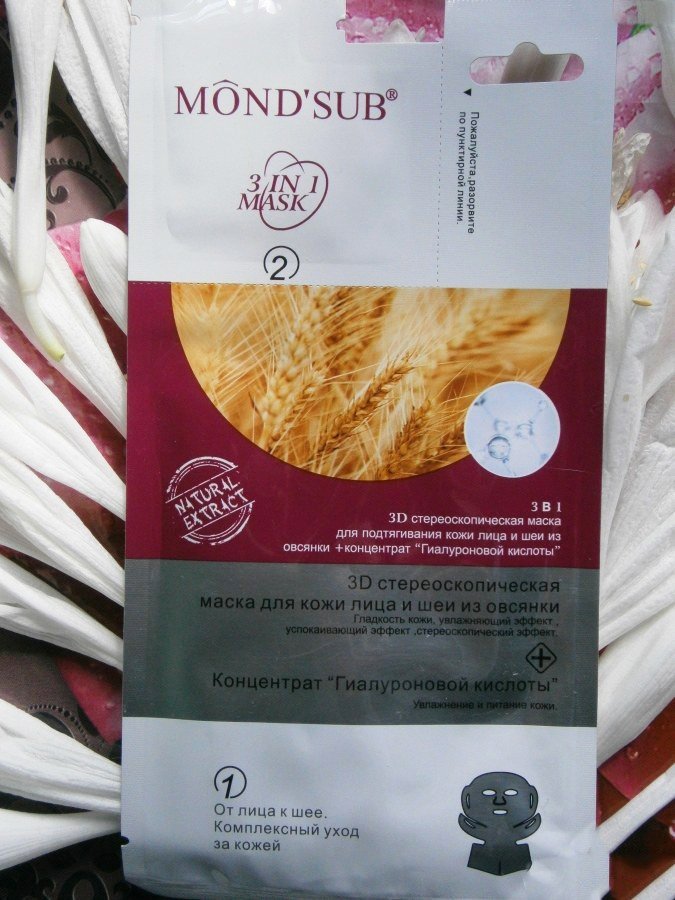 MÔND'SUB®
3 IN 1
MASK
2
Пожалуйста,разорвите
по пунктирной линии.
NATURAL
EXTRACT
3 В 1
3D стереоскопическая маска
для подтягивания кожи лица и шеи из
овсянки +концентрат "Гиалуроновой кислоты"
3D стереоскопическая
маска для кожи лица и шеи из овсянки
Гладкость кожи, увлажняющий эффект ,
успокаивающий эффект ,стереоскопический эффект.
Концентрат "Гиалуроновой кислоты"
Увлажнение и питание кожи.
1
От лица к шее.
Комплексный уход
за кожей